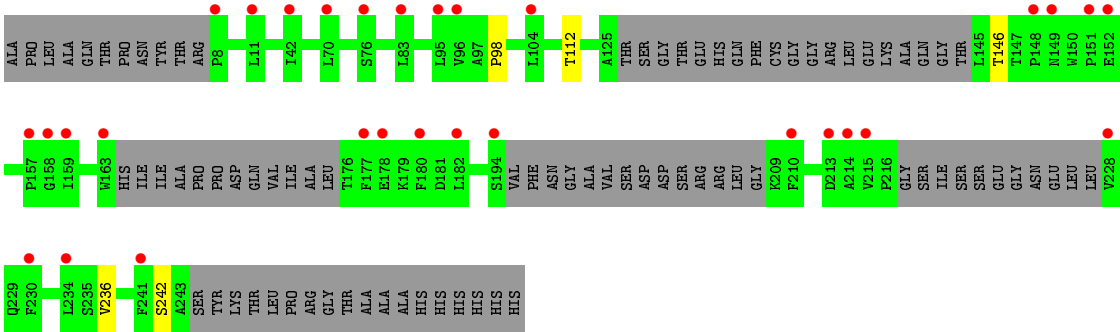 ALA PRO LEU ALA GLN THR PRO ASN TYR THR ARG P8 L11 I42 L70 S76 L83 L95 V96 A97 P98 L104 T112 A125 THR SER GLY THR THR GLU HIS GLN PHE CYS GLY GLY ARG LEU GLU LYS ALA GLN GLY THR L145 T146 T147 P148 N149 W150 P151 E152
P157 G158 I159 W163 HIS ILE ILE ALA PRO PRO ASP GLN VAL ILE ALA LEU T176 F177 E178 K179 F180 D181 L182 S194 VAL PHE ASN GLY ALA VAL SER ASP ASP SER ARG ARG LEU GLY K209 F210 D213 A214 V215 P216 GLY SER ILE SER SER GLU GLY ASN GLU LEU LEU V228
Q229 F230 L234 S235 V236 F241 S242 A243 SER TYR LYS THR LEU PRO ARG GLY THR ALA ALA ALA HIS HIS HIS HIS HIS HIS